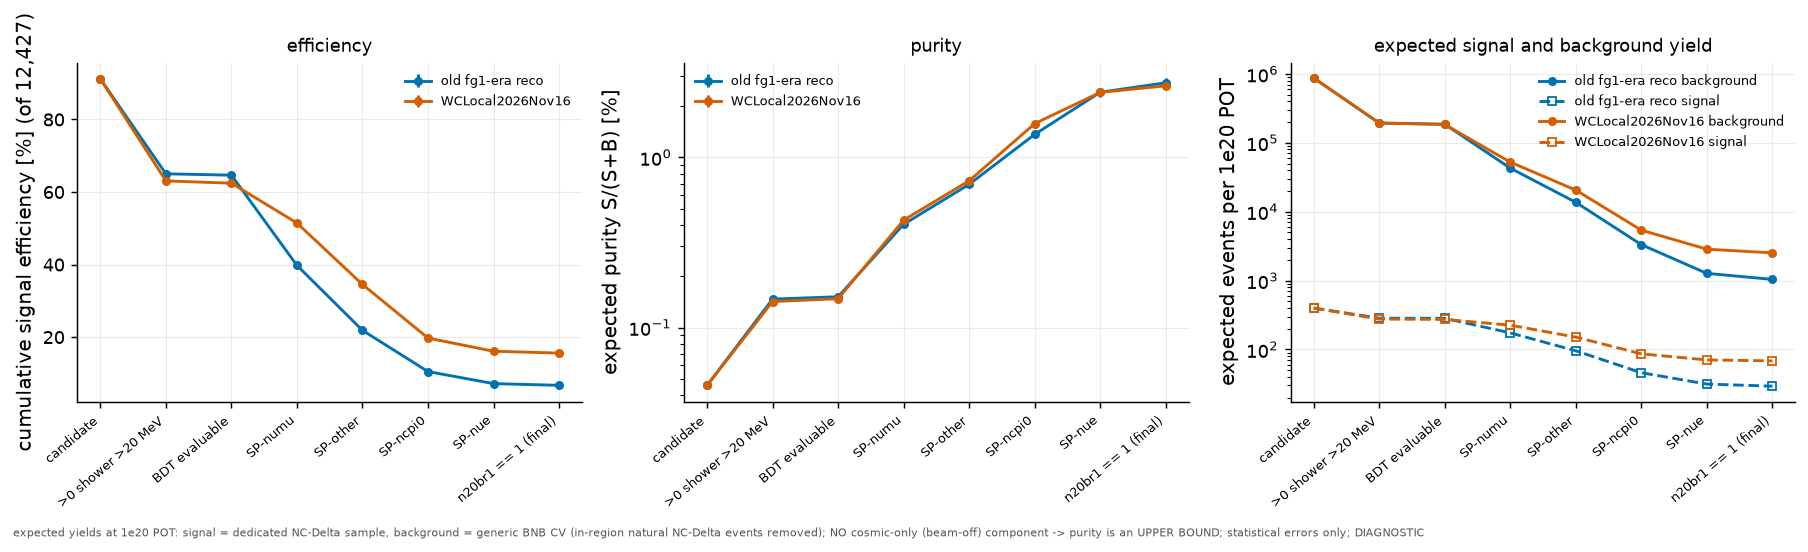 efficiency
cumulative signal efficiency [%] (of 12,427)
80
60
40
20
old fg1-era reco
WCLocal2026Nov16
candidate
>0 shower >20 MeV
BDT evaluable
SP-numu
SP-other
SP-ncpi0
SP-nue
n20br1 == 1 (final)
purity
expected purity S/(S+B) [%]
10^0
10^−1
old fg1-era reco
WCLocal2026Nov16
candidate
>0 shower >20 MeV
BDT evaluable
SP-numu
SP-other
SP-ncpi0
SP-nue
n20br1 == 1 (final)
expected signal and background yield
expected events per 1e20 POT
10^6
10^5
10^4
10^3
10^2
old fg1-era reco background
old fg1-era reco signal
WCLocal2026Nov16 background
WCLocal2026Nov16 signal
candidate
>0 shower >20 MeV
BDT evaluable
SP-numu
SP-other
SP-ncpi0
SP-nue
n20br1 == 1 (final)
expected yields at 1e20 POT: signal = dedicated NC-Delta sample, background = generic BNB CV (in-region natural NC-Delta events removed); NO cosmic-only (beam-off) component -> purity is an UPPER BOUND; statistical errors only; DIAGNOSTIC